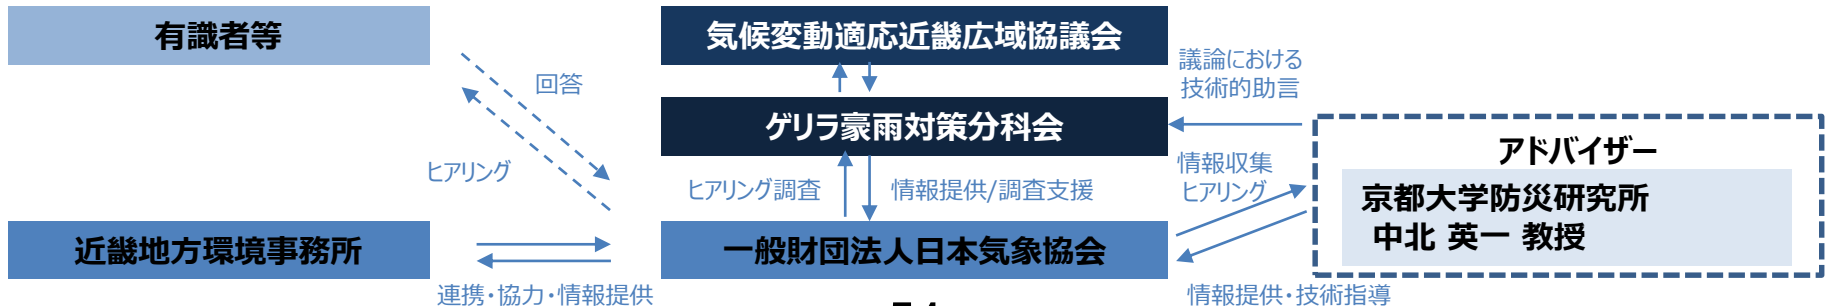 有識者等
気候変動適応近畿広域協議会
議論における
技術的助言
回答
ゲリラ豪雨対策分科会
アドバイザー
ヒアリング
ヒアリング調査
情報提供/調査支援
情報収集
ヒアリング
京都大学防災研究所
中北 英一 教授
近畿地方環境事務所
一般財団法人日本気象協会
連携・協力・情報提供
情報提供・技術指導